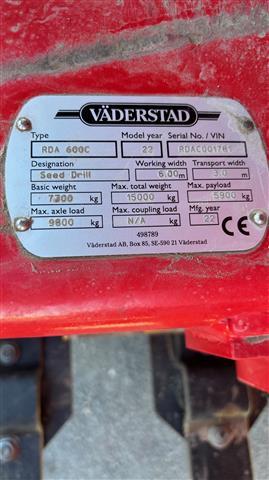 VÄDERSTAD
Type Model year Serial No. / VIN
RDA 600C 22 RDAC001781
Designation Working width Transport width
Seed Drill 6.00 m 3.0 m
Basic weight Max. total weight Max. payload
7300 kg 15000 kg 5900 kg
Max. axle load Max. coupling load Mfg. year
9800 kg N/A kg 22 CE
498789
Väderstad AB, Box 85, SE-590 21 Väderstad